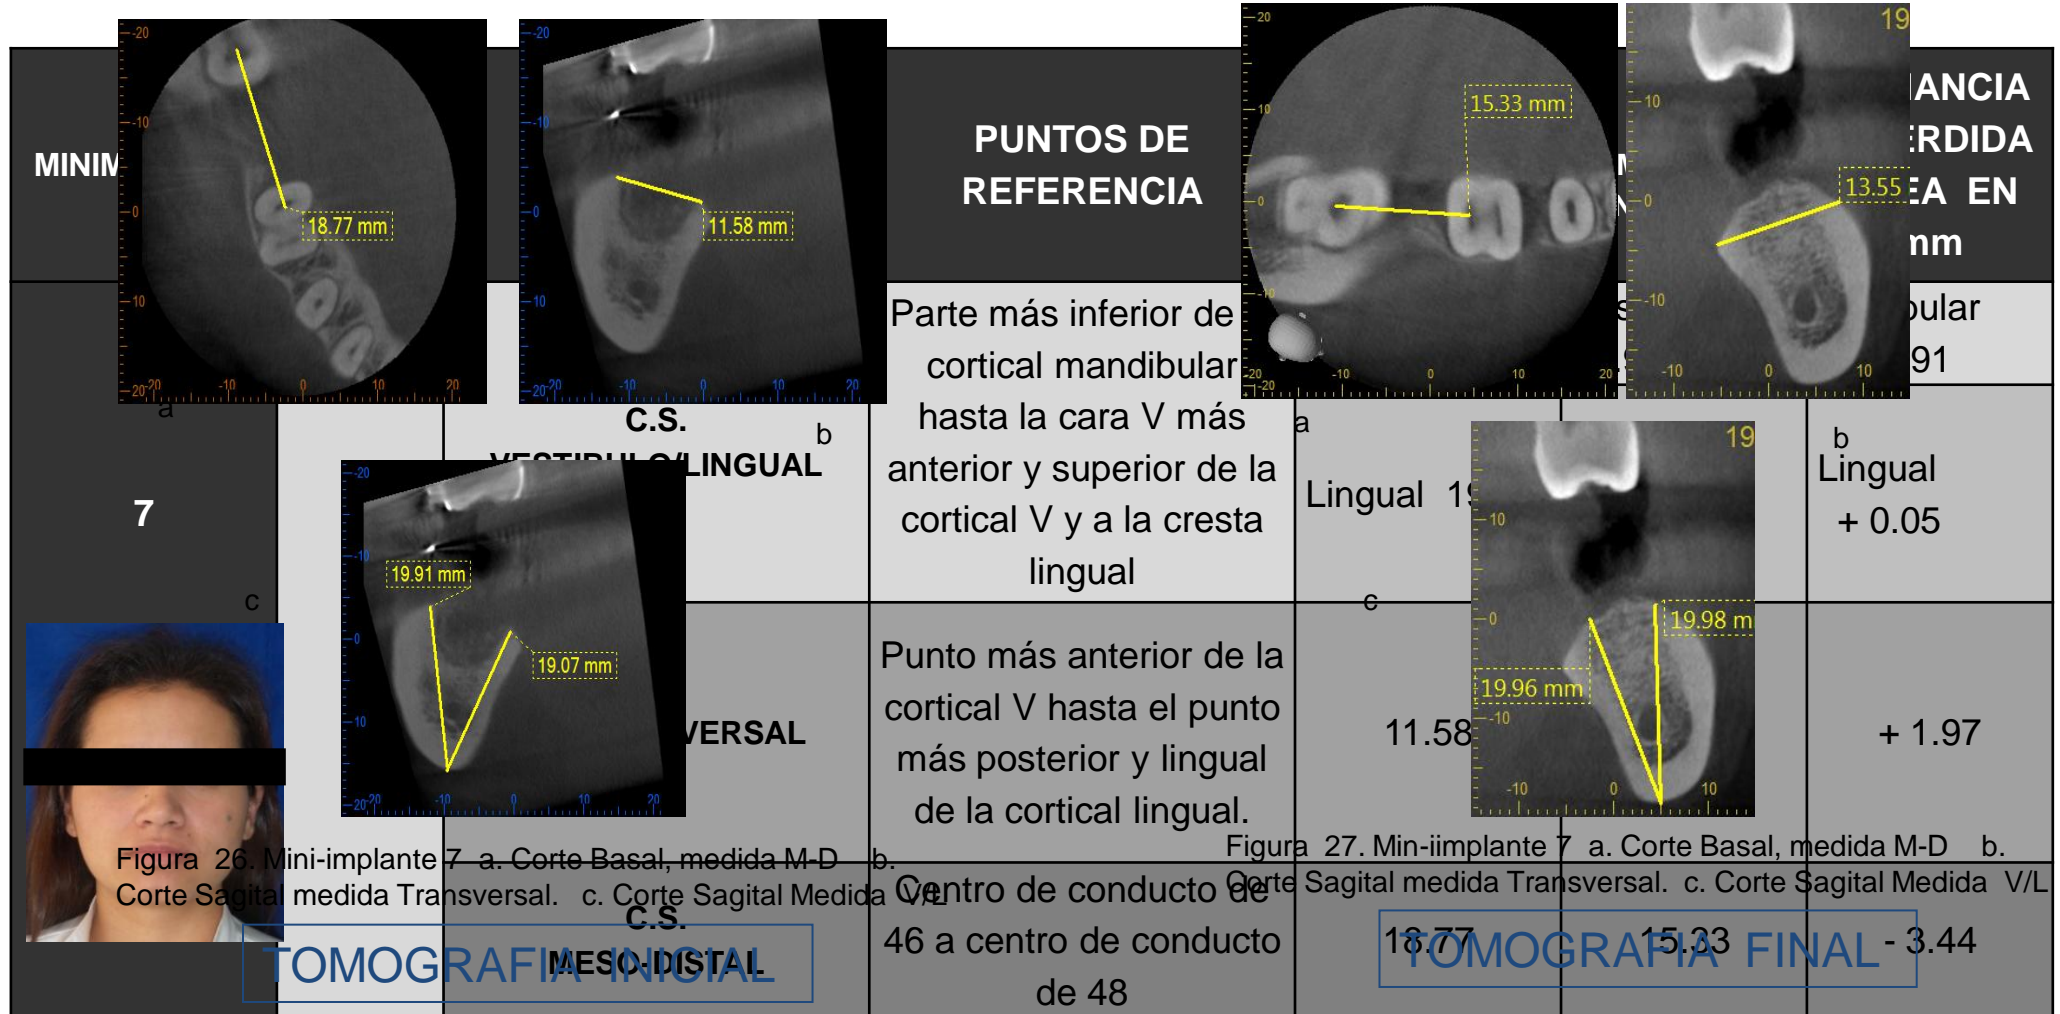 MINIM
PUNTOS DE
REFERENCIA
IANCIA
ERDIDA
EA EN
mm
7
C.S.
VESTIBULO/LINGUAL
Parte más inferior de
cortical mandibular
hasta la cara V más
anterior y superior de la
cortical V y a la cresta
lingual
Lingual 19
bular
91
Lingual
+ 0.05
VERSAL
Punto más anterior de la
cortical V hasta el punto
más posterior y lingual
de la cortical lingual.
11.58
+ 1.97
C.S.
MESO-DISTAL
Centro de conducto de
46 a centro de conducto
de 48
18.77
15.33
- 3.44
18.77 mm
a
11.58 mm
b
19.91 mm
19.07 mm
c
Figura 26. Mini-implante 7 a. Corte Basal, medida M-D b.
Corte Sagital medida Transversal. c. Corte Sagital Medida V/L
TOMOGRAFIA INICIAL
15.33 mm
a
19
13.55
b
19
19.98 m
19.96 mm
c
Figura 27. Min-iimplante 7 a. Corte Basal, medida M-D b.
Corte Sagital medida Transversal. c. Corte Sagital Medida V/L
TOMOGRAFIA FINAL